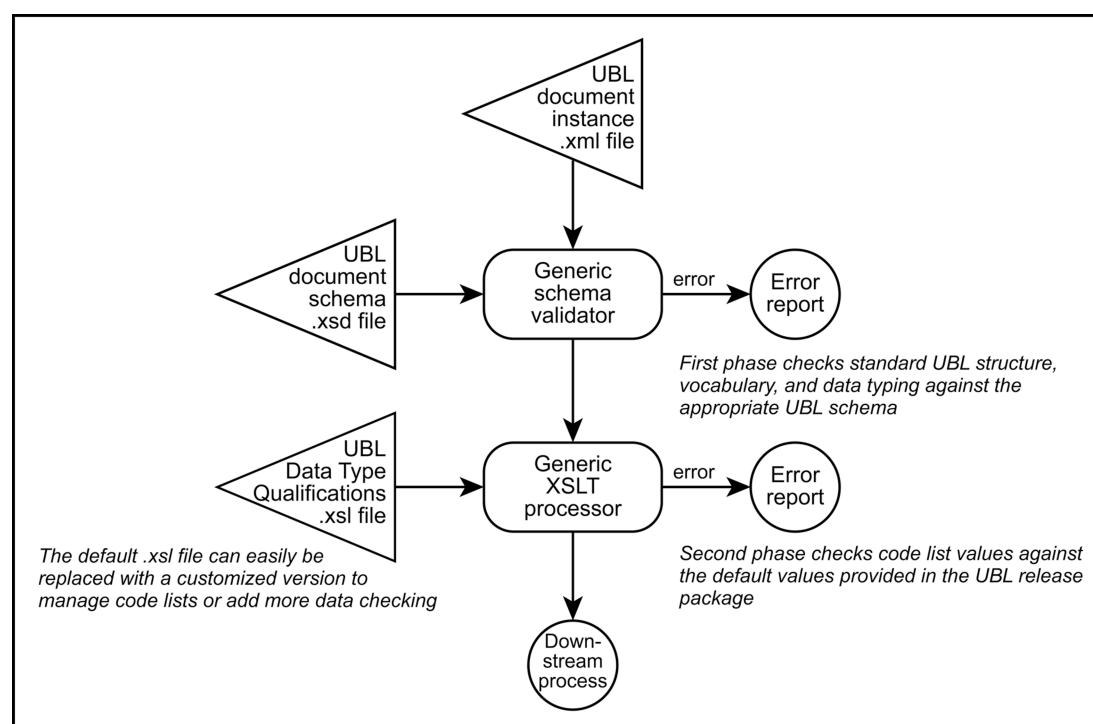 UBL
document
instance
.xml file
UBL
document
schema
.xsd file
Generic
schema
validator
error
Error
report
First phase checks standard UBL structure,
vocabulary, and data typing against the
appropriate UBL schema
UBL
Data Type
Qualifications
.xsl file
Generic
XSLT
processor
error
Error
report
The default .xsl file can easily be
replaced with a customized version to
manage code lists or add more data checking
Second phase checks code list values against
the default values provided in the UBL release
package
Down-
stream
process